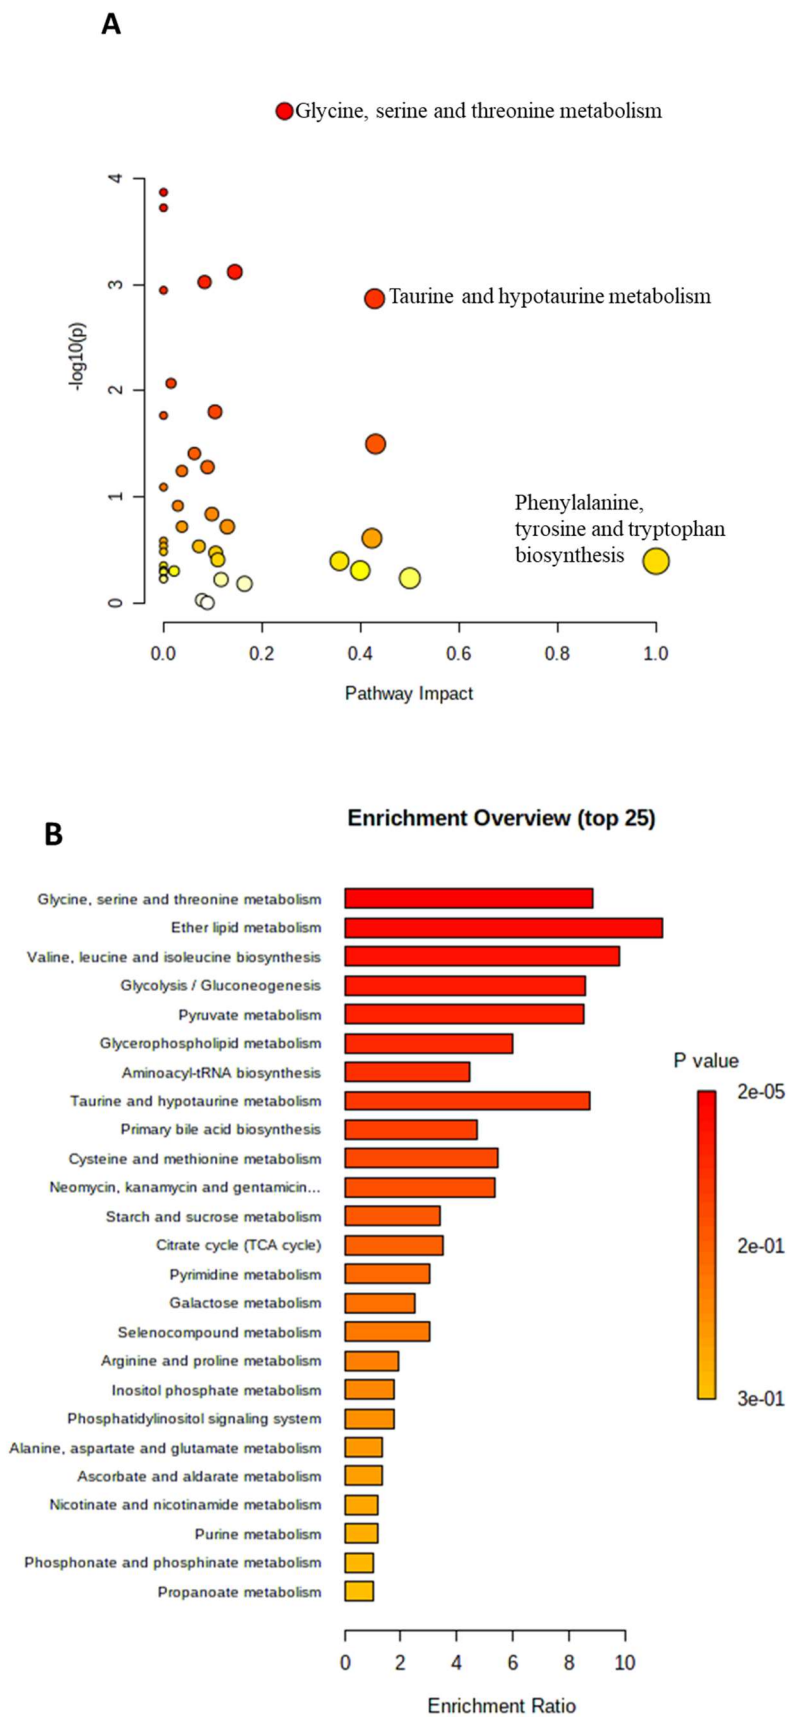 A
Glycine, serine and threonine metabolism
4
3
Taurine and hypotaurine metabolism
-log10(p)
2
1
Phenylalanine,
tyrosine and tryptophan
biosynthesis
0
0.0 0.2 0.4 0.6 0.8 1.0
Pathway Impact
B
Enrichment Overview (top 25)
Glycine, serine and threonine metabolism
Ether lipid metabolism
Valine, leucine and isoleucine biosynthesis
Glycolysis / Gluconeogenesis
Pyruvate metabolism
Glycerophospholipid metabolism
Aminoacyl-tRNA biosynthesis
Taurine and hypotaurine metabolism
Primary bile acid biosynthesis
Cysteine and methionine metabolism
Neomycin, kanamycin and gentamicin...
Starch and sucrose metabolism
Citrate cycle (TCA cycle)
Pyrimidine metabolism
Galactose metabolism
Selenocompound metabolism
Arginine and proline metabolism
Inositol phosphate metabolism
Phosphatidylinositol signaling system
Alanine, aspartate and glutamate metabolism
Ascorbate and aldarate metabolism
Nicotinate and nicotinamide metabolism
Purine metabolism
Phosphonate and phosphinate metabolism
Propanoate metabolism
P value
2e-05
2e-01
3e-01
0 2 4 6 8 10
Enrichment Ratio